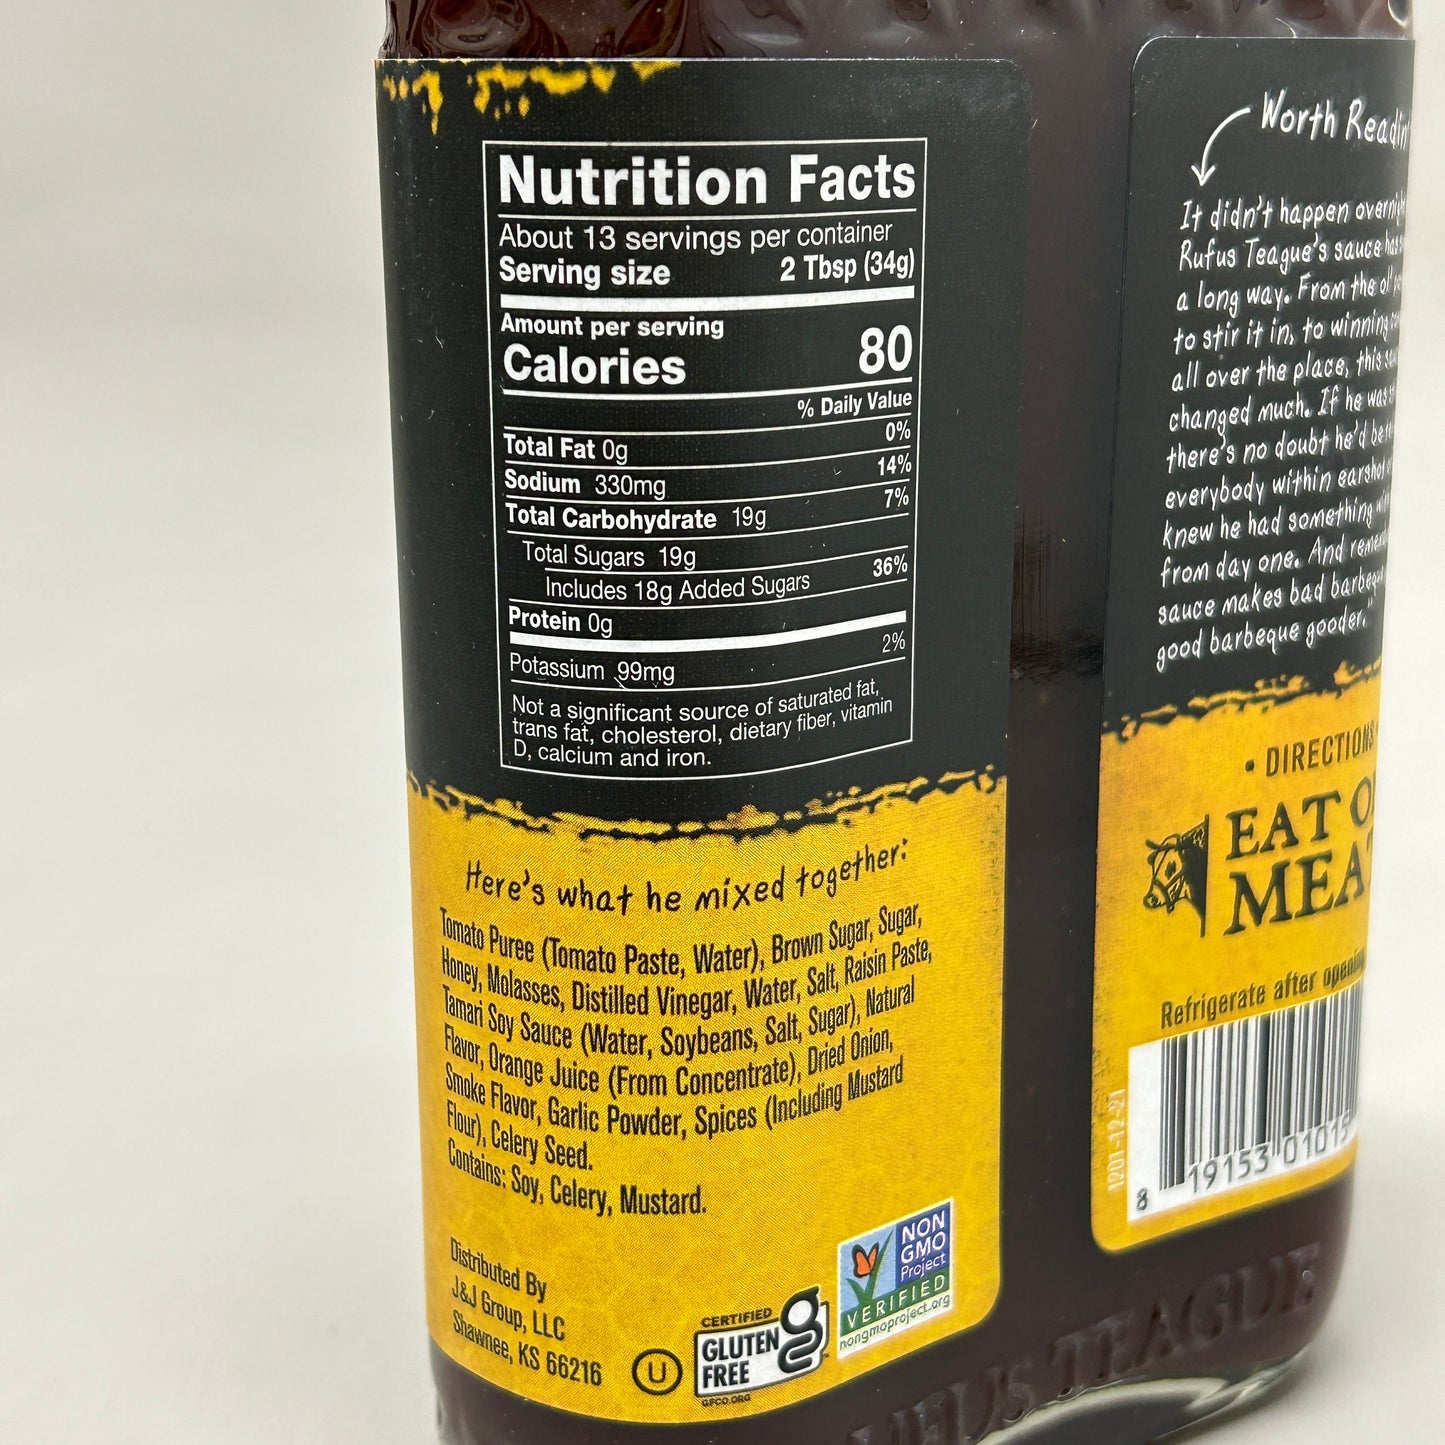 Nutrition Facts
About 13 servings per container
Serving size 2 Tbsp (34g)
Amount per serving
Calories 80
% Daily Value
Total Fat 0g 0%
Sodium 330mg 14%
Total Carbohydrate 19g 7%
Total Sugars 19g
Includes 18g Added Sugars 36%
Protein 0g
Potassium 99mg 2%
Not a significant source of saturated fat,
trans fat, cholesterol, dietary fiber, vitamin
D, calcium and iron.
Here's what he mixed together:
Tomato Puree (Tomato Paste, Water), Brown Sugar, Sugar,
Honey, Molasses, Distilled Vinegar, Water, Salt, Raisin Paste,
Tamari Soy Sauce (Water, Soybeans, Salt, Sugar), Natural
Flavor, Orange Juice (From Concentrate), Dried Onion,
Smoke Flavor, Garlic Powder, Spices (Including Mustard
Flour), Celery Seed.
Contains: Soy, Celery, Mustard.
Distributed By
J&J Group, LLC
Shawnee, KS 66216
U
CERTIFIED
GLUTEN
FREE
GFCO.ORG
NON
GMO
Project
VERIFIED
nongmoproject.org
Worth
It didn't happen
Rufus Teague's sauce
a long way. From the ol'
to stir it in, to winning
all over the place, this
changed much. If he was
there's no doubt he'd
everybody within earshot
knew he had something
from day one. And
sauce makes bad
good barbeque gooder."
• DIRECTIONS
EAT
Refrigerate after opening
1201-12-21
8 19153 01015
TEAGUE